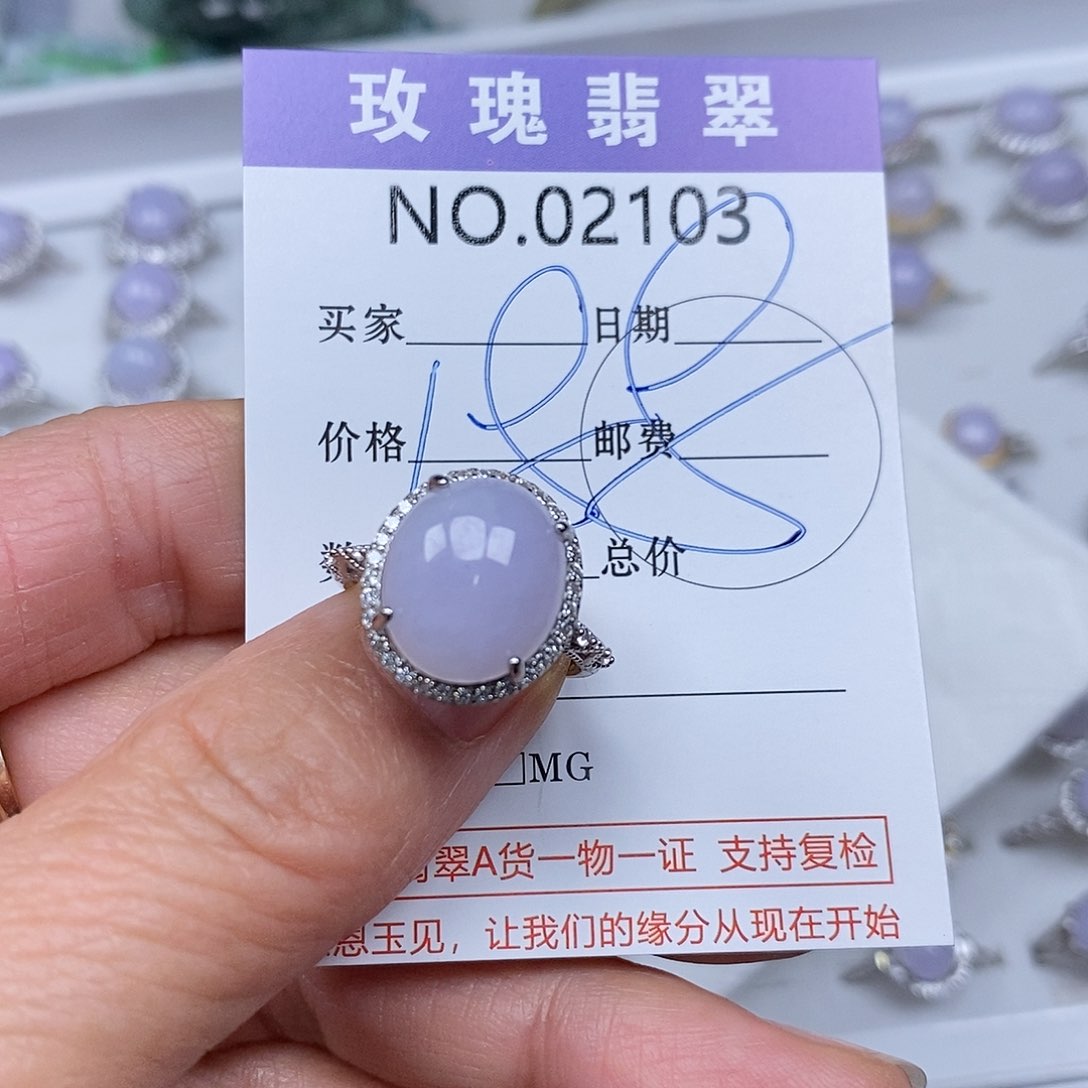 玫瑰翡翠
NO.02103
买家 日期
价格 邮费
总价
MG
翠A货一物一证 支持复检
恩玉见，让我们的缘分从现在开始